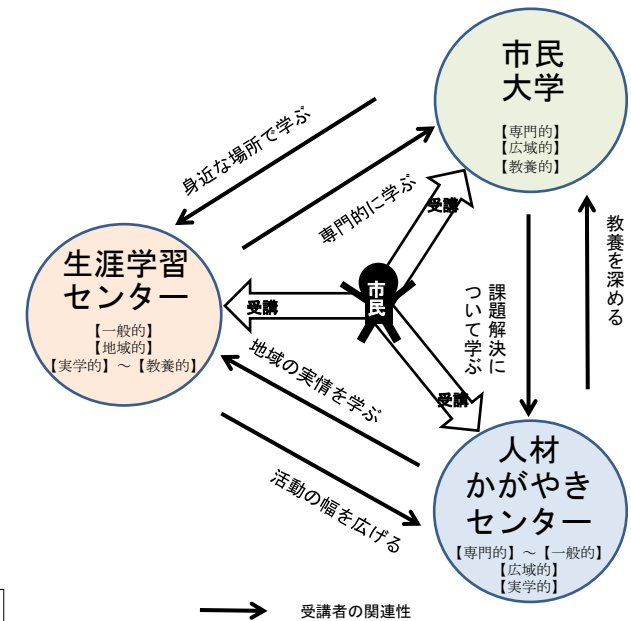 市民
大学
【専門的】
【広域的】
【教養的】
身近な場所で学ぶ
専門的に学ぶ
受講
教養を深める
生涯学習
センター
【一般的】
【地域的】
【実学的】～【教養的】
受講
市民
課題解決に
ついて学ぶ
地域の実情を学ぶ
受講
活動の幅を広げる
人材
かがやき
センター
【専門的】～【一般的】
【広域的】
【実学的】
受講者の関連性